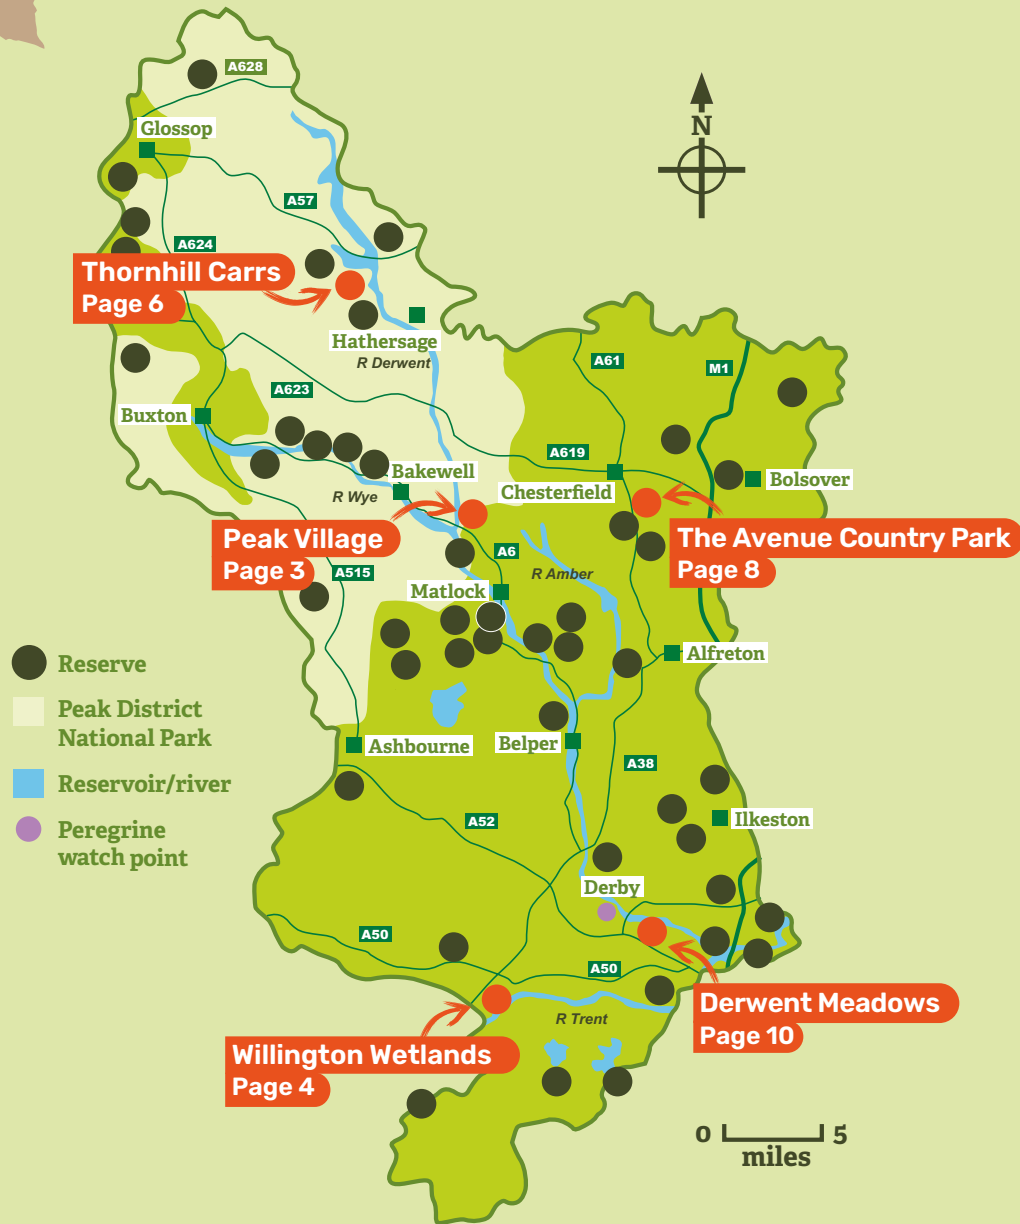 A628
Glossop
N
A57
A624
Thornhill Carrs
Page 6
Hathersage
R Derwent
A61
M1
A623
Buxton
A619
Bakewell
Chesterfield
Bolsover
R Wye
Peak Village
Page 3
The Avenue Country Park
Page 8
A6
A515
R Amber
Matlock
Reserve
Alfreton
Peak District
National Park
Ashbourne
Belper
A38
Reservoir/river
A52
Ilkeston
Peregrine
watch point
Derby
A50
A50
Derwent Meadows
Page 10
R Trent
Willington Wetlands
Page 4
0 5
miles